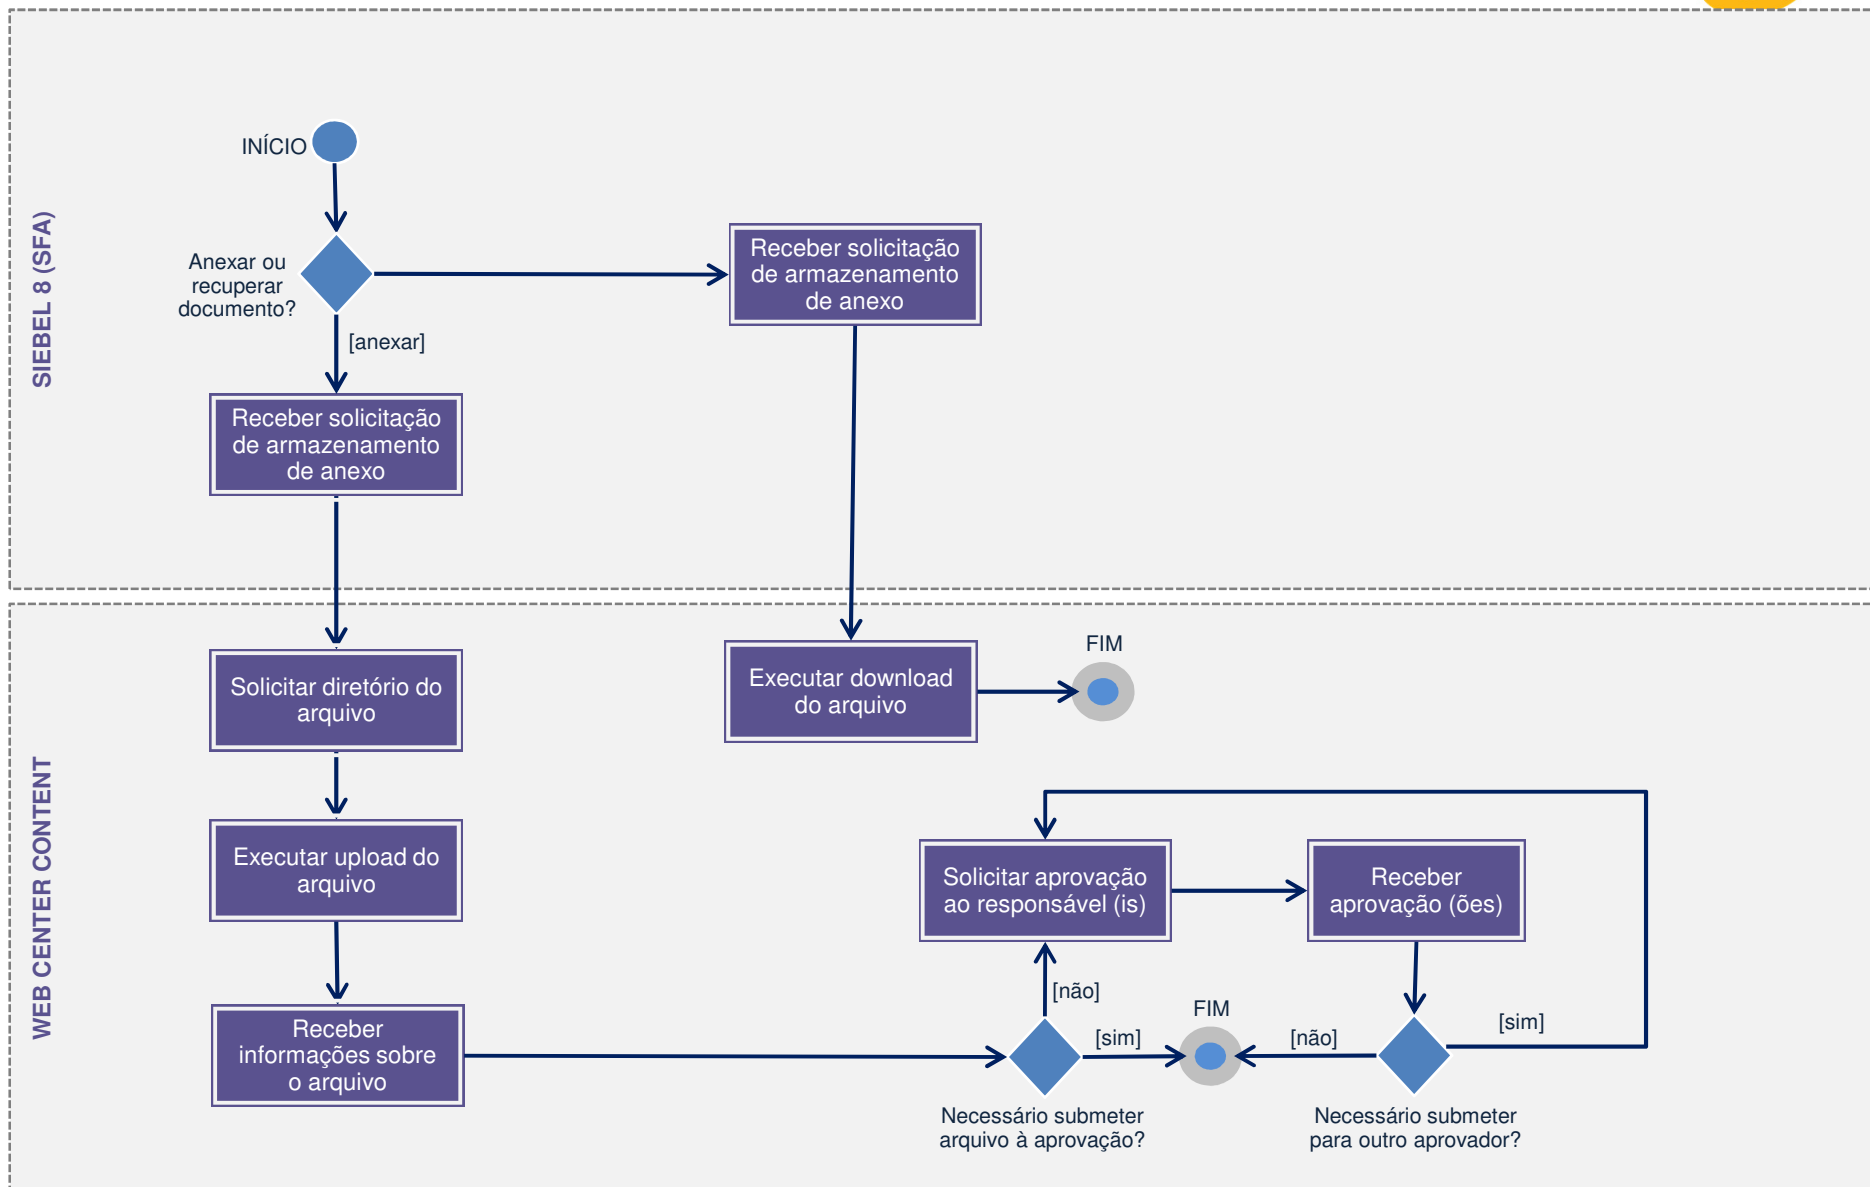 SIEBEL 8 (SFA)
INÍCIO
Anexar ou
recuperar
documento?
[anexar]
Receber solicitação
de armazenamento
de anexo
Receber solicitação
de armazenamento
de anexo
WEB CENTER CONTENT
Solicitar diretório do
arquivo
Executar download
do arquivo
FIM
Executar upload do
arquivo
Solicitar aprovação
ao responsável (is)
Receber
aprovação (ões)
Receber
informações sobre
o arquivo
[não]
[sim]
FIM
[não]
[sim]
Necessário submeter
arquivo à aprovação?
Necessário submeter
para outro aprovador?